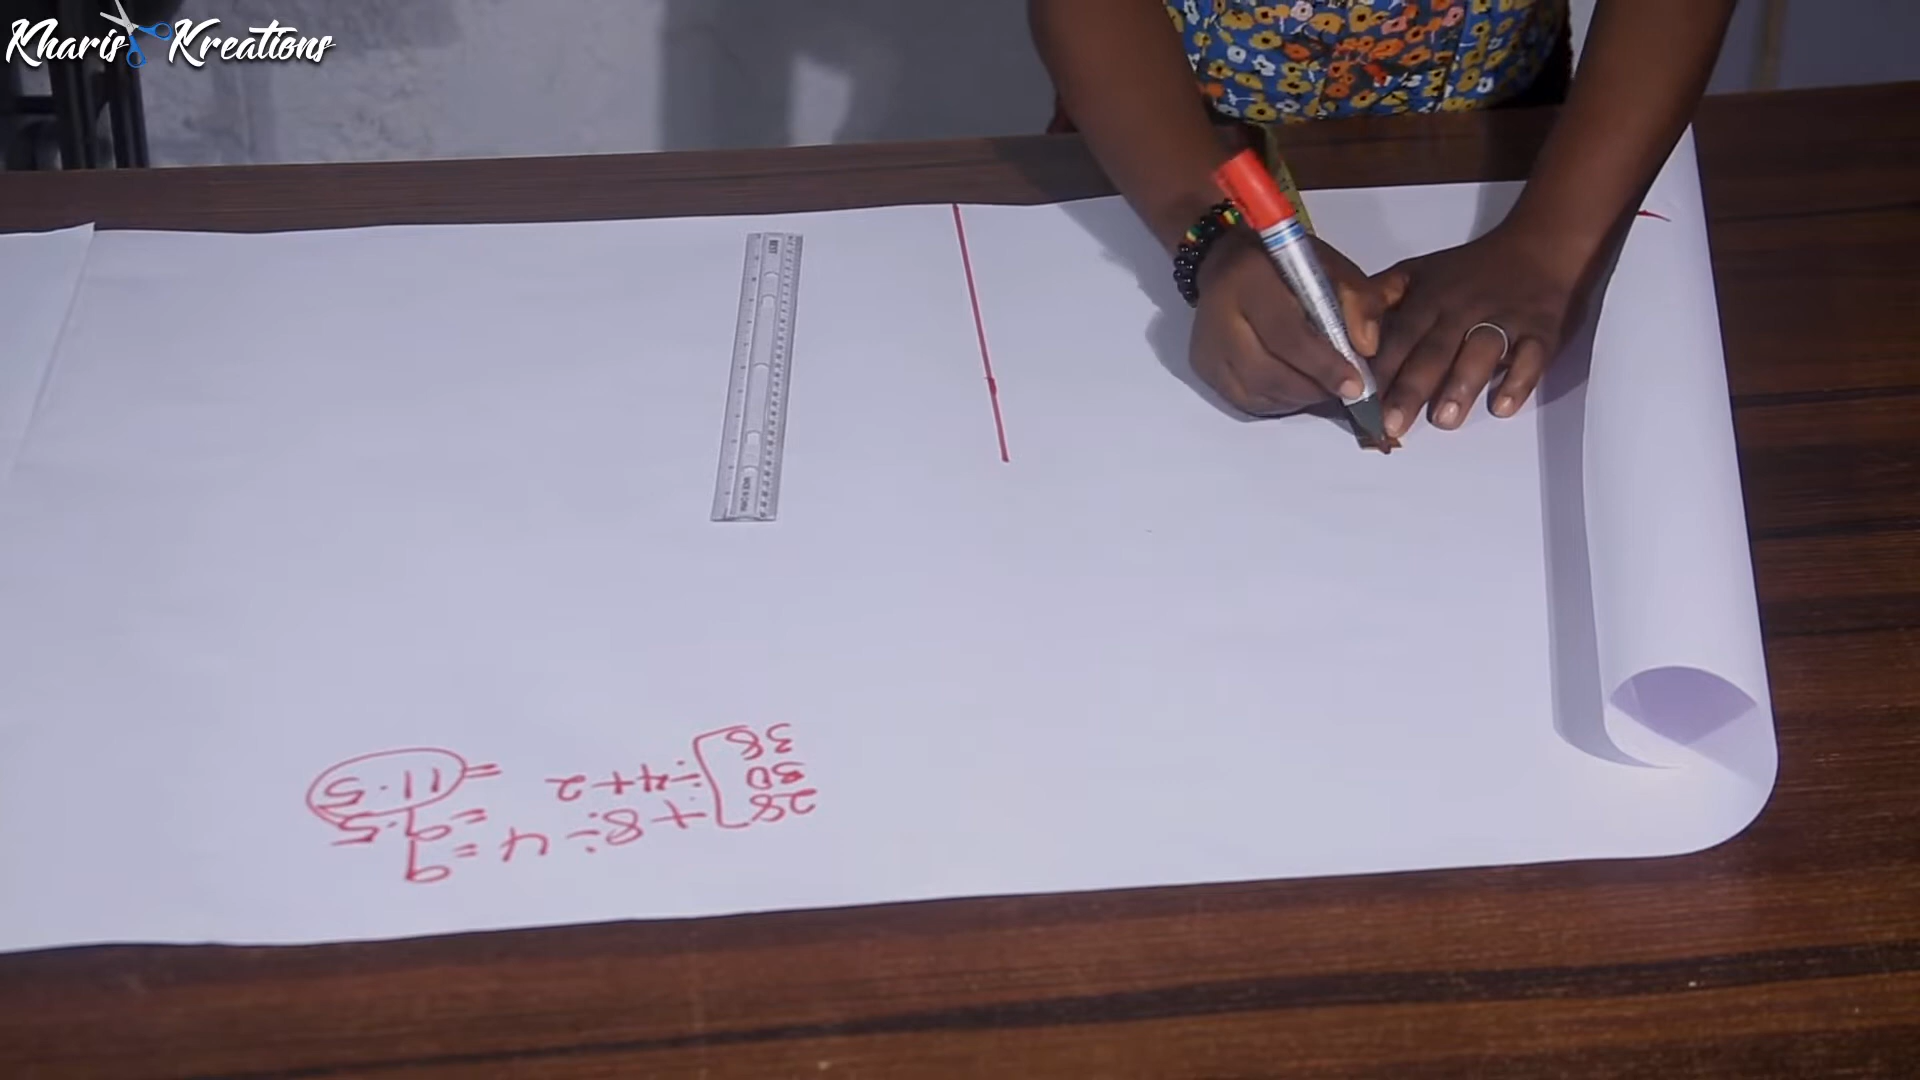 Kharis Kreations
28 + 8 ÷ 4 = 9
30 = 9.5
38 ÷ 4 + 2 = 11.5